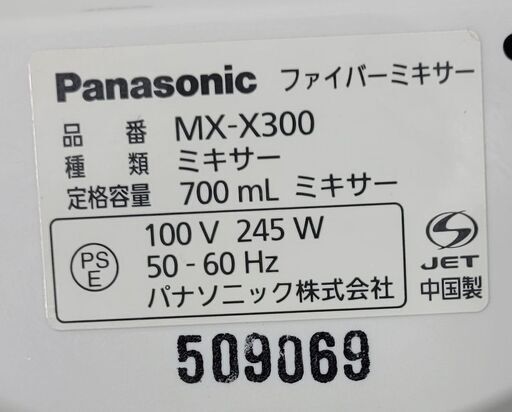 Panasonic ファイバーミキサー
品 番 MX-X300
種 類 ミキサー
定格容量 700 mL ミキサー
PS
E
100 V 245 W
50 - 60 Hz
パナソニック株式会社
S
JET
中国製
509069